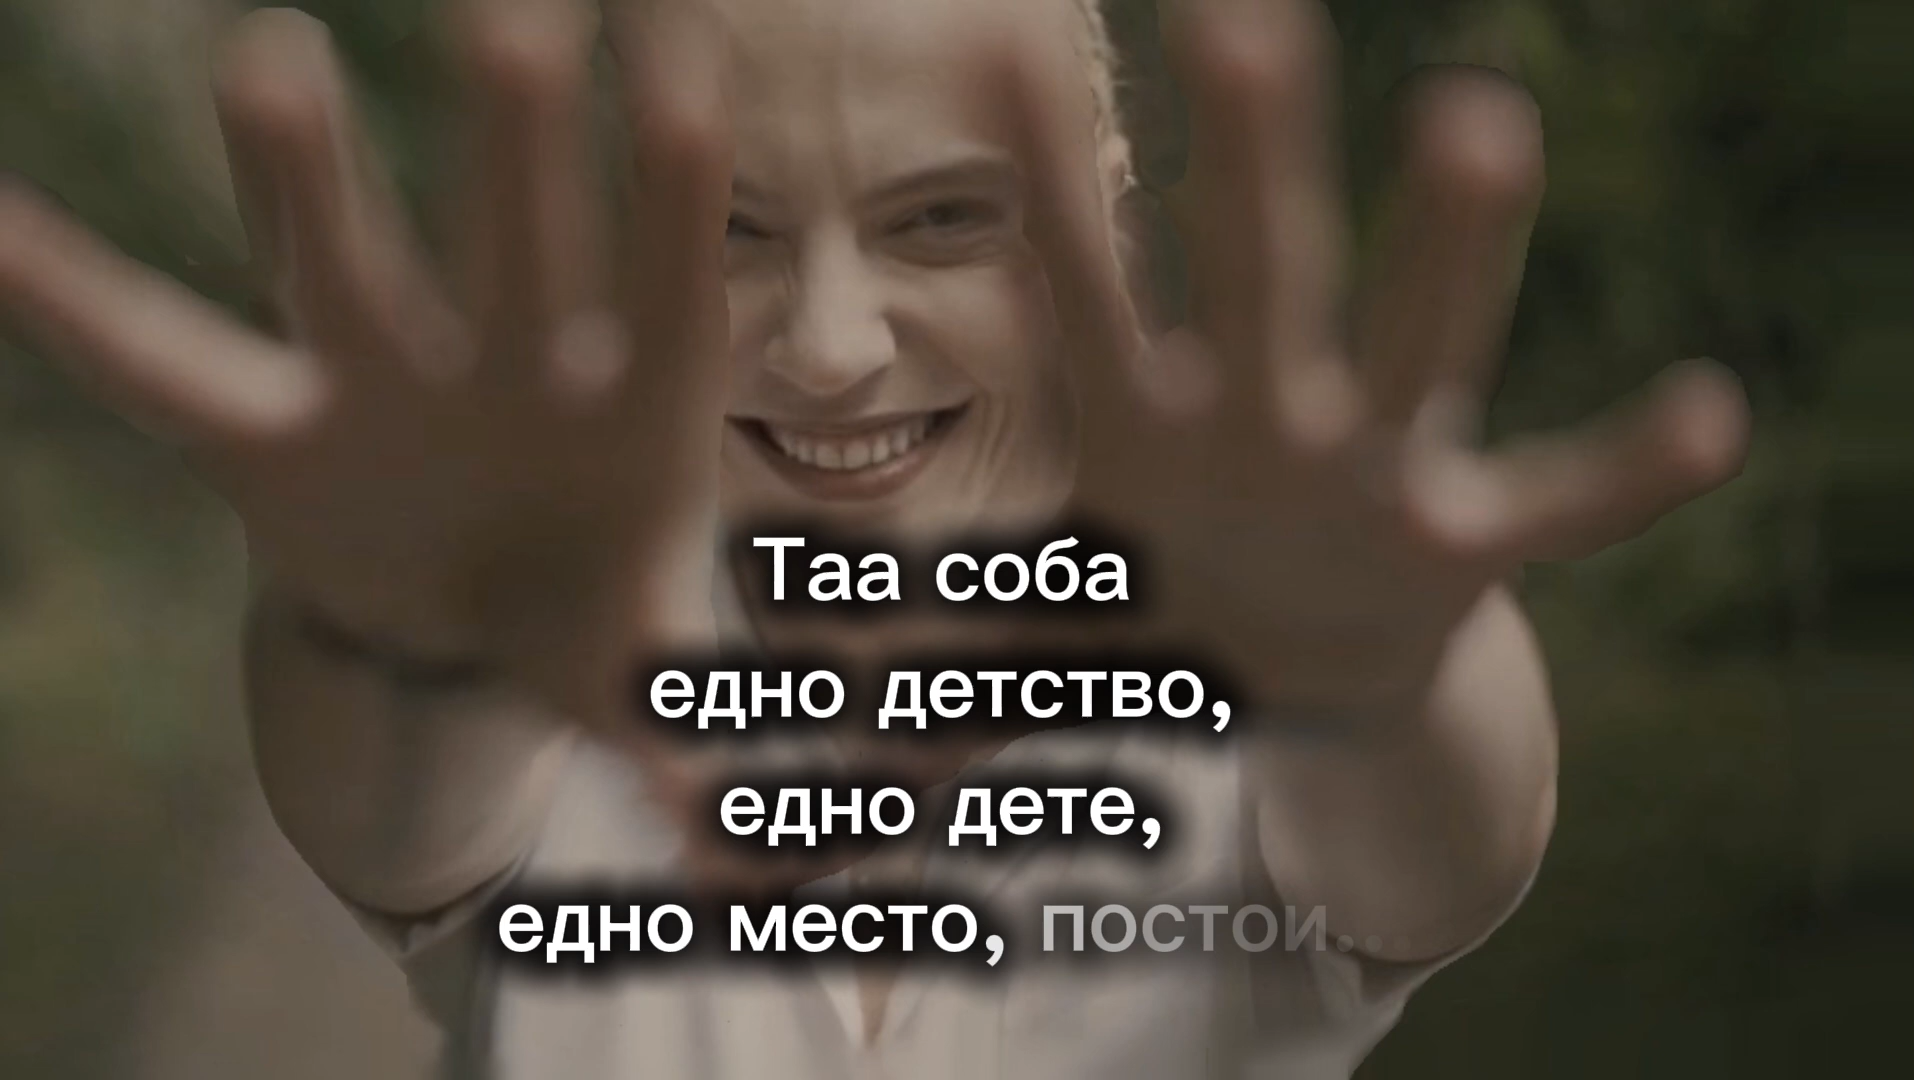 Таа соба
едно детство,
едно дете,
едно место, постои...